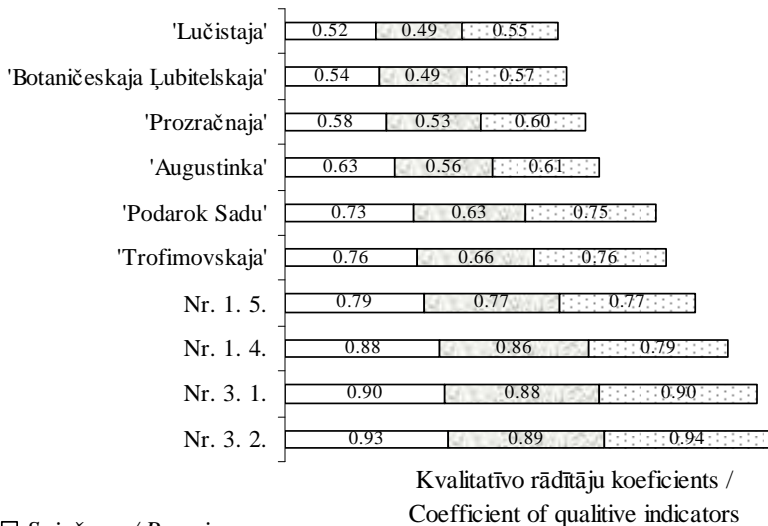 'Lučistaja' 0.52 0.49 0.55
'Botaničeskaja Ļubitelskaja' 0.54 0.49 0.57
'Prozračnaja' 0.58 0.53 0.60
'Augustinka' 0.63 0.56 0.61
'Podarok Sadu' 0.73 0.63 0.75
'Trofimovskaja' 0.76 0.66 0.76
Nr. 1. 5. 0.79 0.77 0.77
Nr. 1. 4. 0.88 0.86 0.79
Nr. 3. 1. 0.90 0.88 0.90
Nr. 3. 2. 0.93 0.89 0.94
Kvalitatīvo rādītāju koeficients /
Coefficient of qualitive indicators